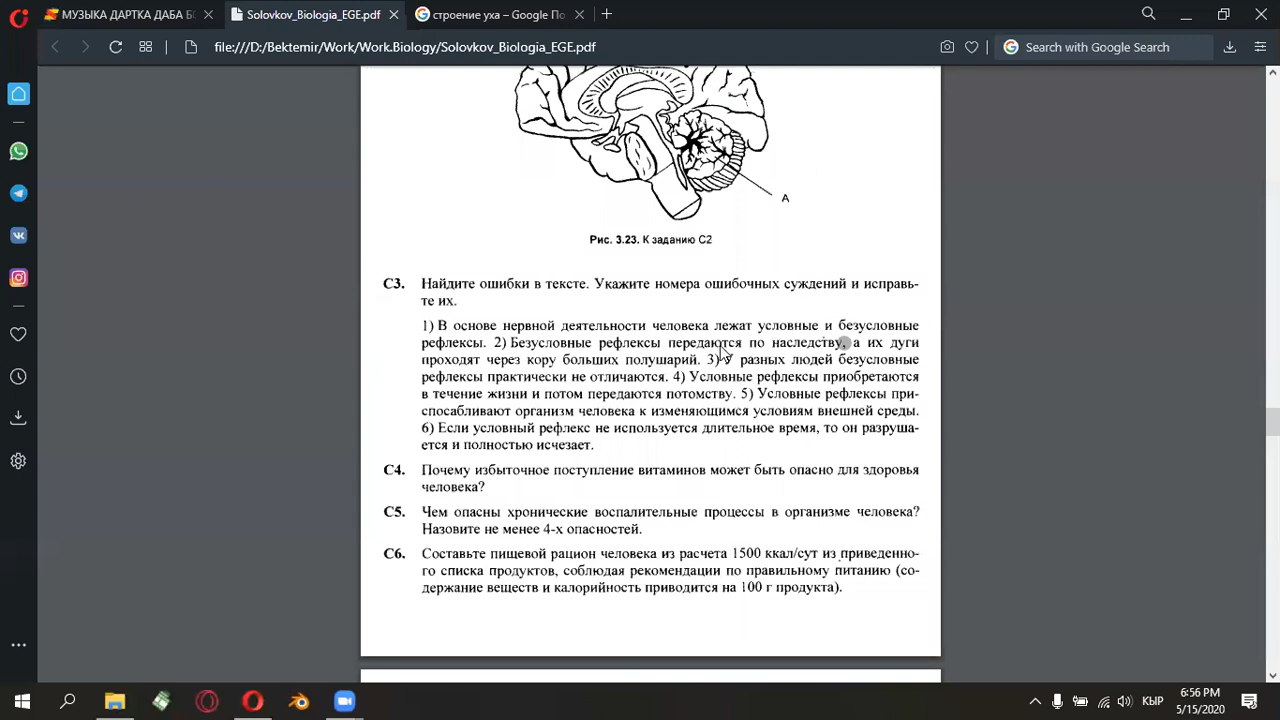 МУЗЫКА ДАРТКА ДАБА БО
Solovkov_Biologia_EGE.pdf
строение уха – Google По
file:///D:/Bektemir/Work/Work.Biology/Solovkov_Biologia_EGE.pdf
Search with Google Search
А
Рис. 3.23. К заданию С2
С3. Найдите ошибки в тексте. Укажите номера ошибочных суждений и исправь-
те их.
1) В основе нервной деятельности человека лежат условные и безусловные
рефлексы. 2) Безусловные рефлексы передаются по наследству, а их дуги
проходят через кору больших полушарий. 3) У разных людей безусловные
рефлексы практически не отличаются. 4) Условные рефлексы приобретаются
в течение жизни и потом передаются потомству. 5) Условные рефлексы при-
спосабливают организм человека к изменяющимся условиям внешней среды.
6) Если условный рефлекс не используется длительное время, то он разруша-
ется и полностью исчезает.
С4. Почему избыточное поступление витаминов может быть опасно для здоровья
человека?
С5. Чем опасны хронические воспалительные процессы в организме человека?
Назовите не менее 4-х опасностей.
С6. Составьте пищевой рацион человека из расчета 1500 ккал/сут из приведенно-
го списка продуктов, соблюдая рекомендации по правильному питанию (со-
держание веществ и калорийность приводится на 100 г продукта).
КЫР
6:56 PM
5/15/2020